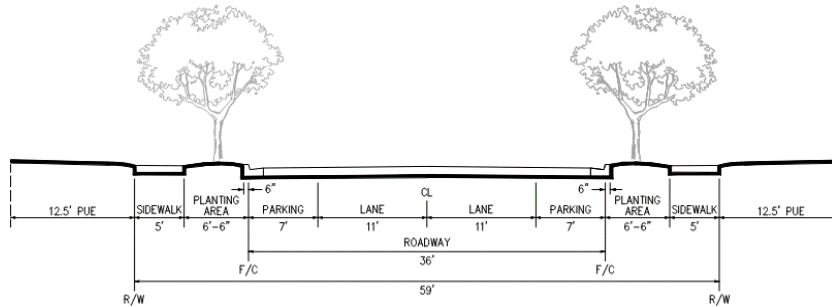 6" CL 6"
12.5' PUE SIDEWALK PLANTING AREA PARKING LANE LANE PARKING PLANTING AREA SIDEWALK 12.5' PUE
5' 6'-6" 7' 11' 11' 7' 6'-6" 5'
ROADWAY
36'
F/C F/C
59'
R/W R/W